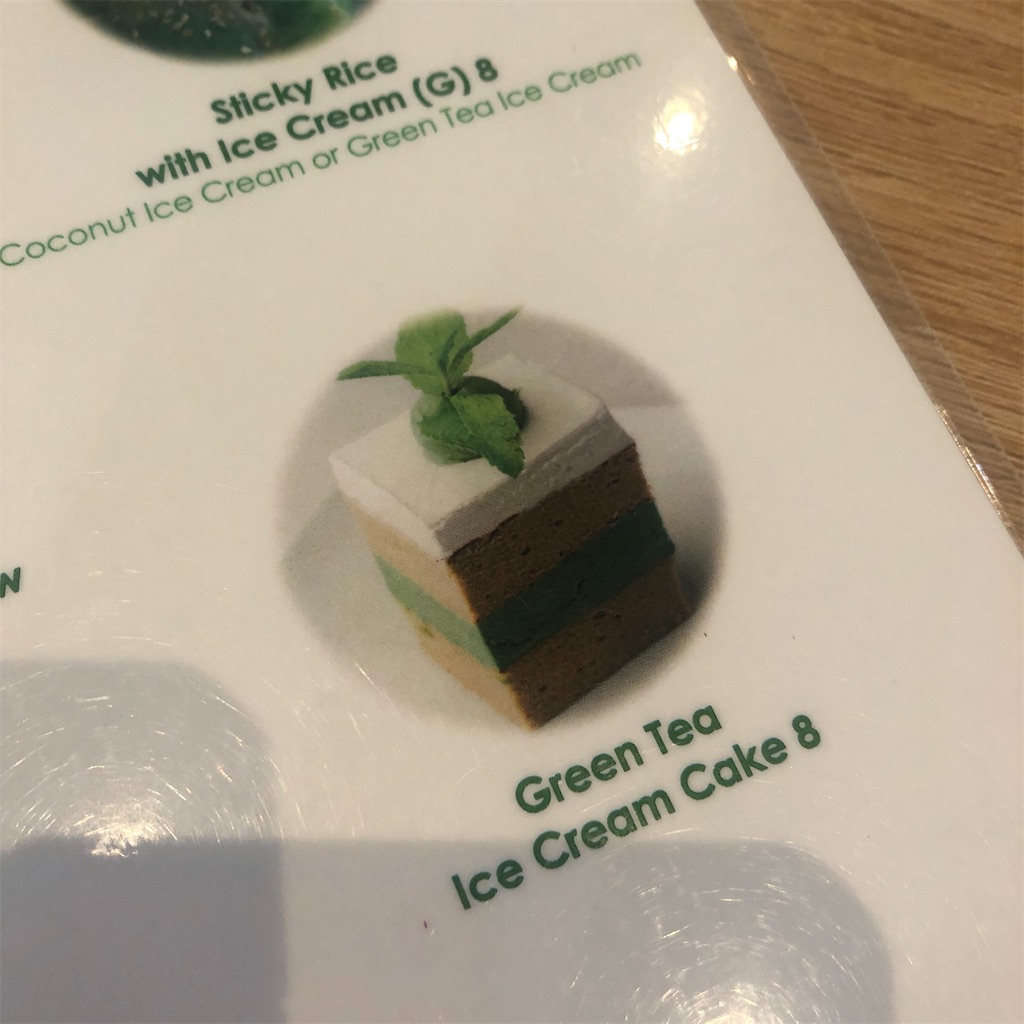 Sticky Rice
with Ice Cream (G) 8
Coconut Ice Cream or Green Tea Ice Cream
Green Tea
Ice Cream Cake 8